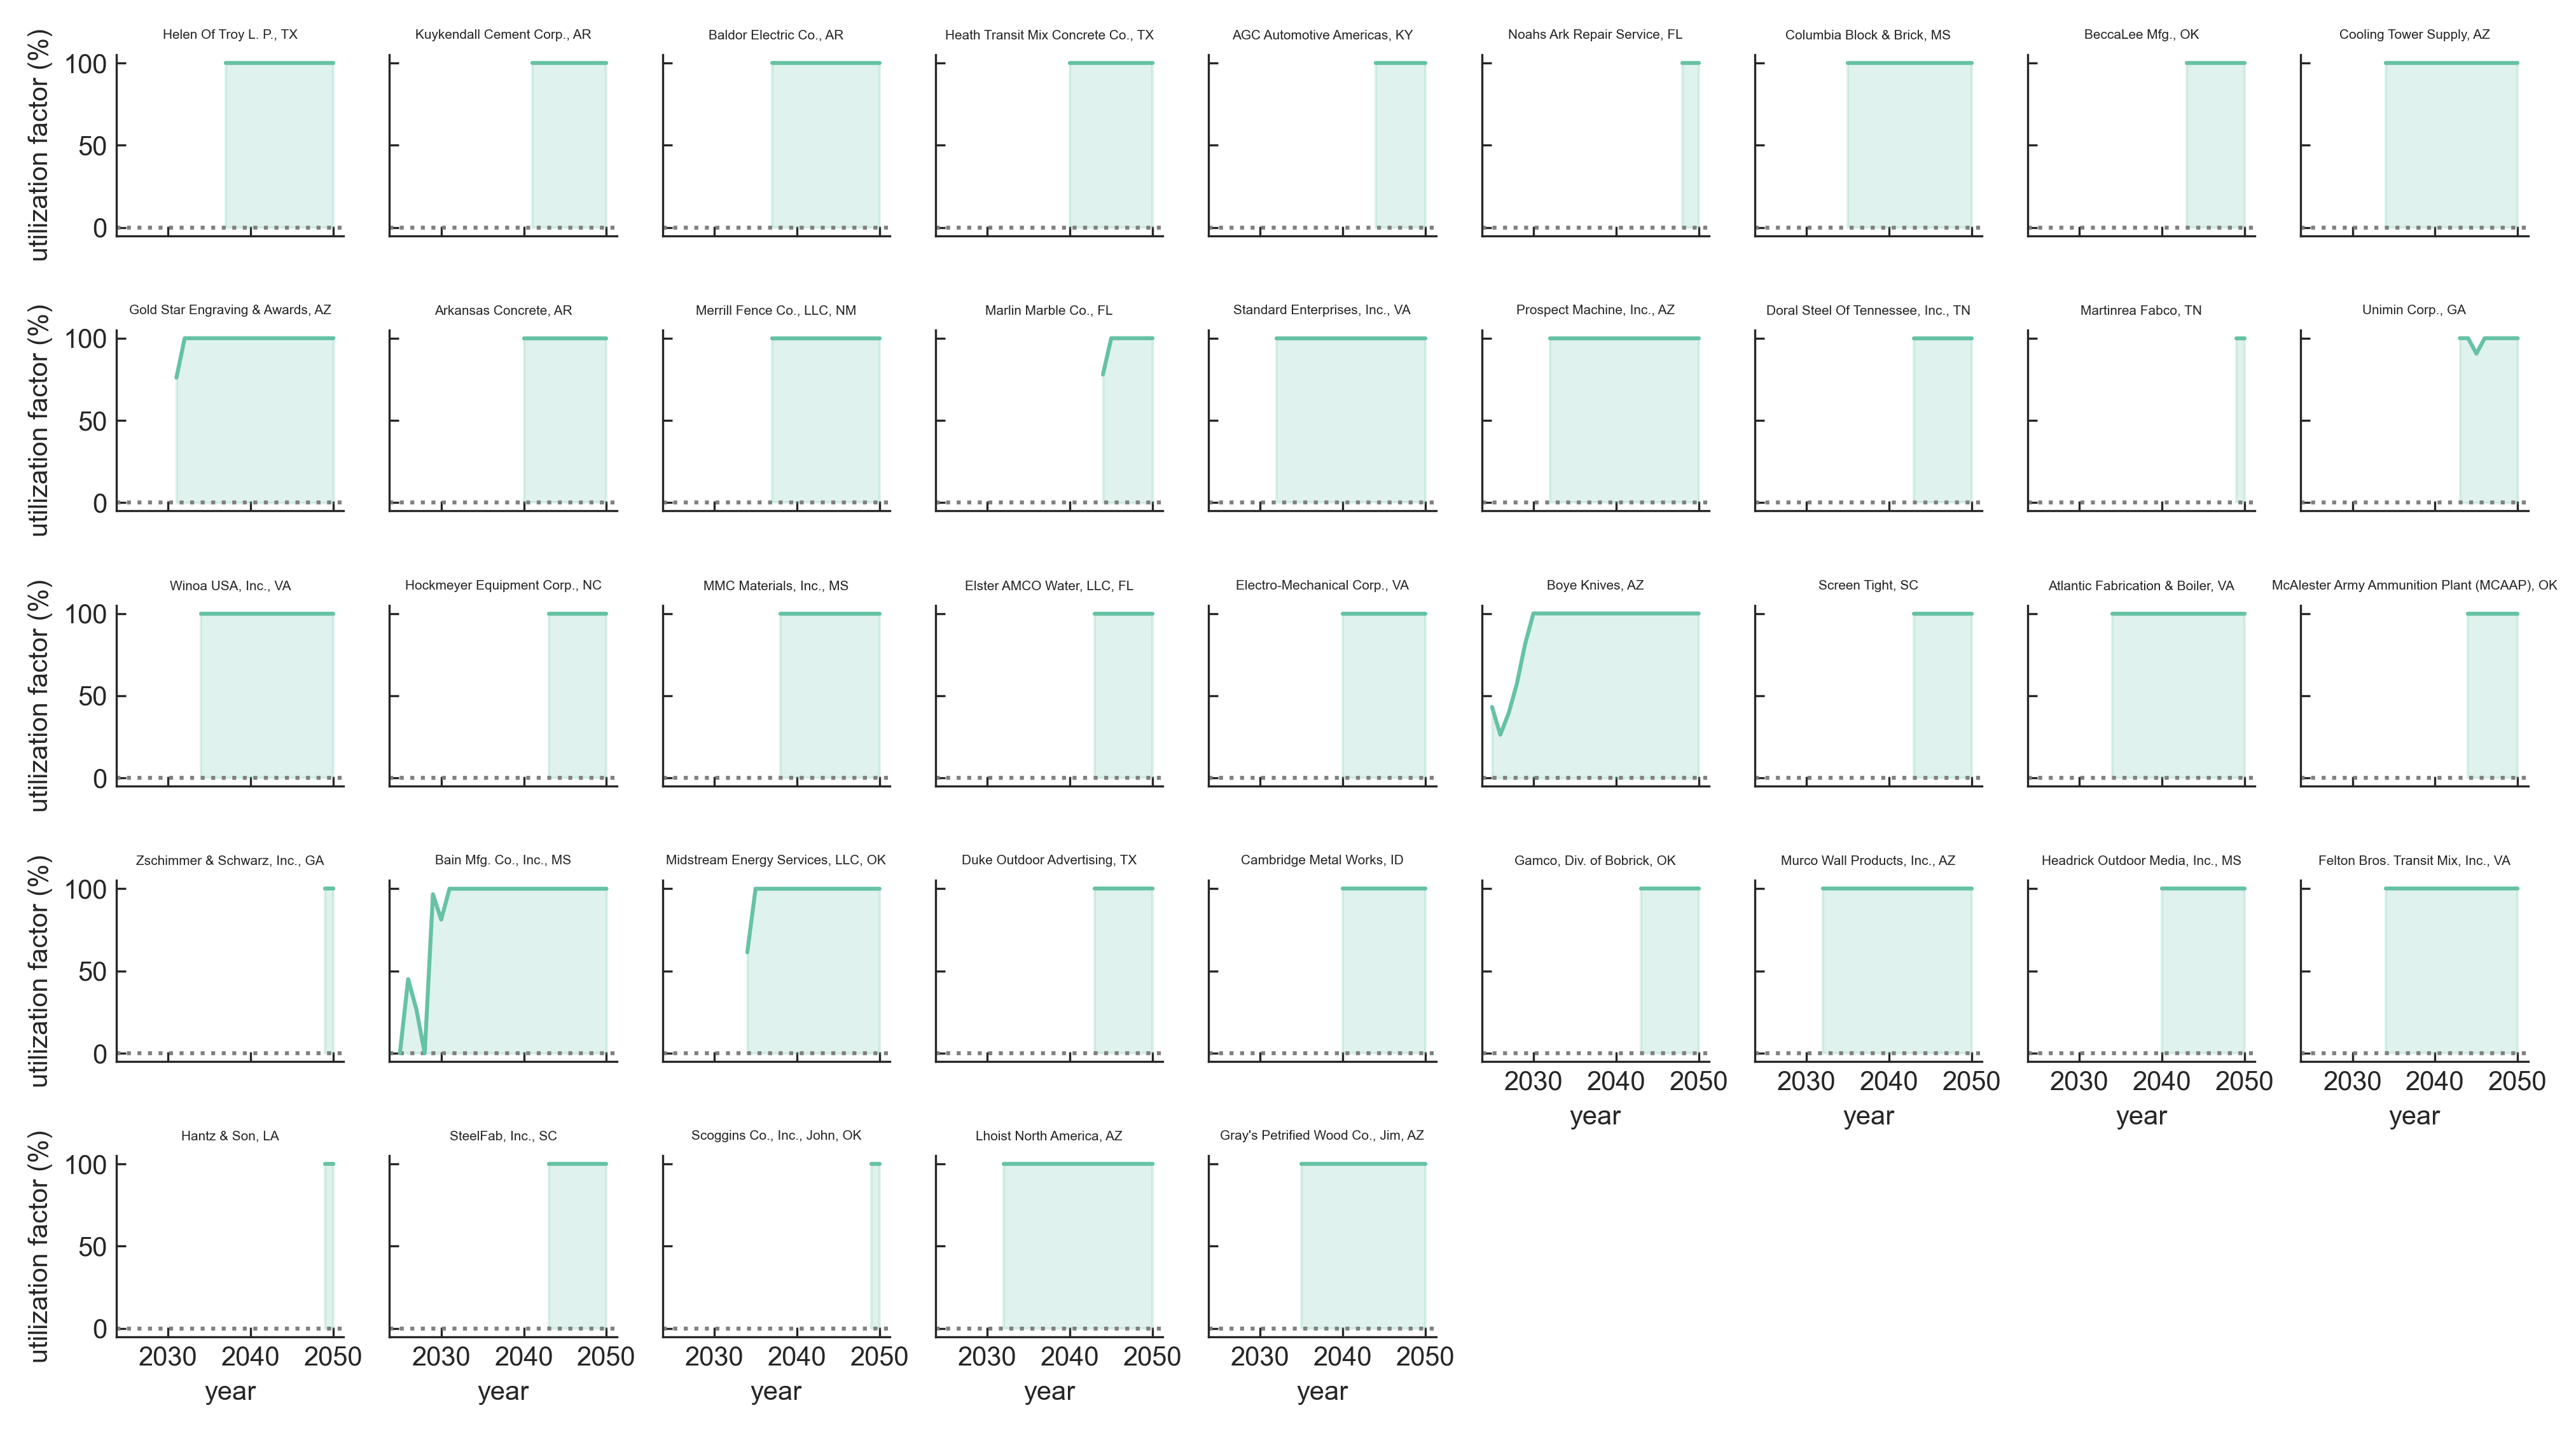 Helen Of Troy L. P., TX
Kuykendall Cement Corp., AR
Baldor Electric Co., AR
Heath Transit Mix Concrete Co., TX
AGC Automotive Americas, KY
Noahs Ark Repair Service, FL
Columbia Block & Brick, MS
BeccaLee Mfg., OK
Cooling Tower Supply, AZ
utilization factor (%)
100
50
0
Gold Star Engraving & Awards, AZ
Arkansas Concrete, AR
Merrill Fence Co., LLC, NM
Marlin Marble Co., FL
Standard Enterprises, Inc., VA
Prospect Machine, Inc., AZ
Doral Steel Of Tennessee, Inc., TN
Martinrea Fabco, TN
Unimin Corp., GA
utilization factor (%)
100
50
0
Winoa USA, Inc., VA
Hockmeyer Equipment Corp., NC
MMC Materials, Inc., MS
Elster AMCO Water, LLC, FL
Electro-Mechanical Corp., VA
Boye Knives, AZ
Screen Tight, SC
Atlantic Fabrication & Boiler, VA
McAlester Army Ammunition Plant (MCAAP), OK
utilization factor (%)
100
50
0
Zschimmer & Schwarz, Inc., GA
Bain Mfg. Co., Inc., MS
Midstream Energy Services, LLC, OK
Duke Outdoor Advertising, TX
Cambridge Metal Works, ID
Gamco, Div. of Bobrick, OK
Murco Wall Products, Inc., AZ
Headrick Outdoor Media, Inc., MS
Felton Bros. Transit Mix, Inc., VA
utilization factor (%)
100
50
0
2030 2040 2050
year
2030 2040 2050
year
2030 2040 2050
year
2030 2040 2050
year
Hantz & Son, LA
SteelFab, Inc., SC
Scoggins Co., Inc., John, OK
Lhoist North America, AZ
Gray's Petrified Wood Co., Jim, AZ
utilization factor (%)
100
50
0
2030 2040 2050
year
2030 2040 2050
year
2030 2040 2050
year
2030 2040 2050
year
2030 2040 2050
year